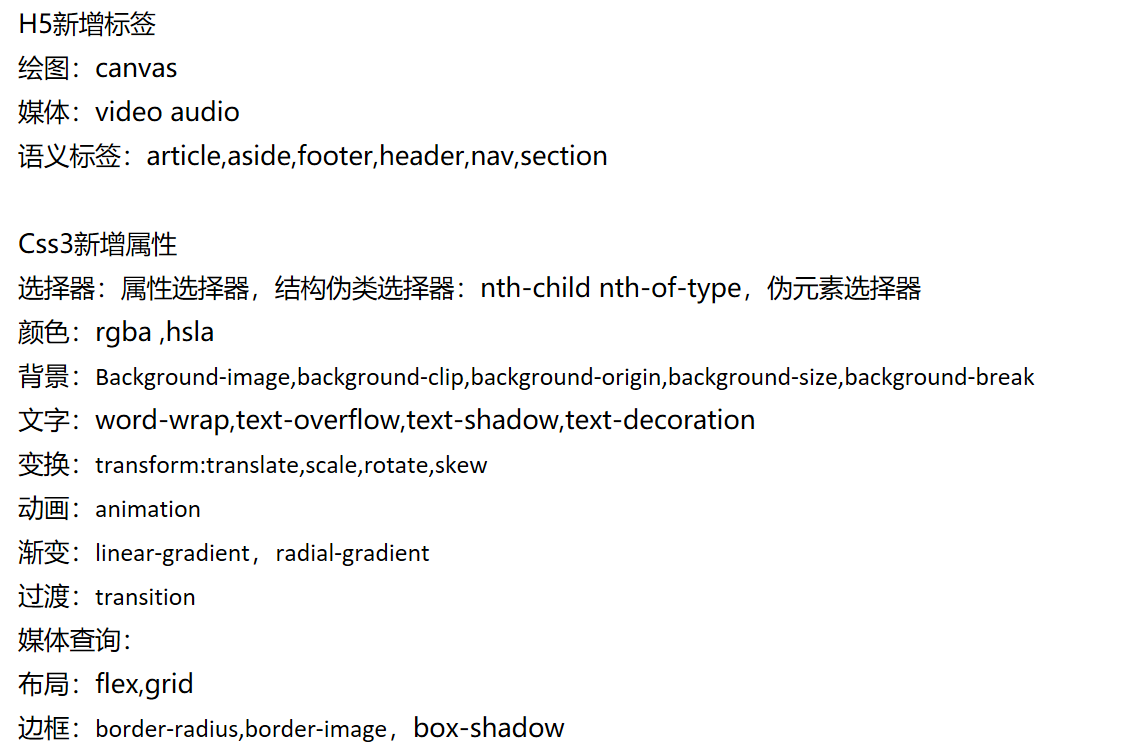 H5新增标签
绘图：canvas
媒体：video audio
语义标签：article,aside,footer,header,nav,section
Css3新增属性
选择器：属性选择器，结构伪类选择器：nth-child nth-of-type，伪元素选择器
颜色：rgba ,hsla
背景：Background-image,background-clip,background-origin,background-size,background-break
文字：word-wrap,text-overflow,text-shadow,text-decoration
变换：transform:translate,scale,rotate,skew
动画：animation
渐变：linear-gradient，radial-gradient
过渡：transition
媒体查询：
布局：flex,grid
边框：border-radius,border-image，box-shadow